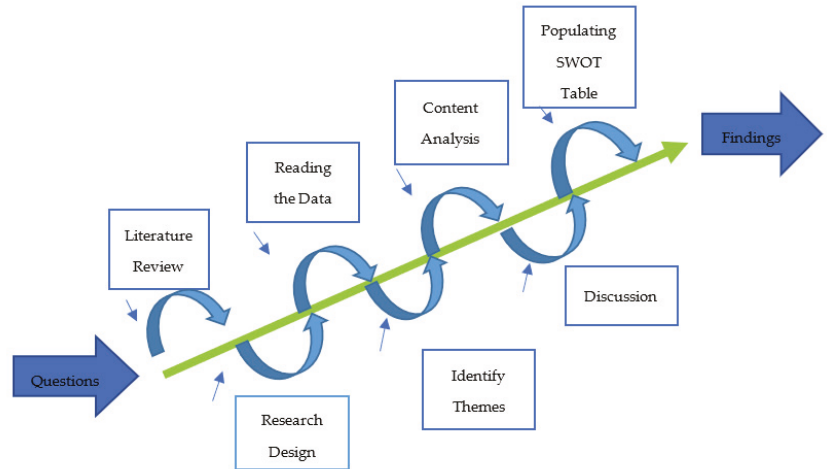 Populating
SWOT
Table
Content
Analysis
Findings
Reading
the Data
Literature
Review
Discussion
Questions
Identify
Themes
Research
Design